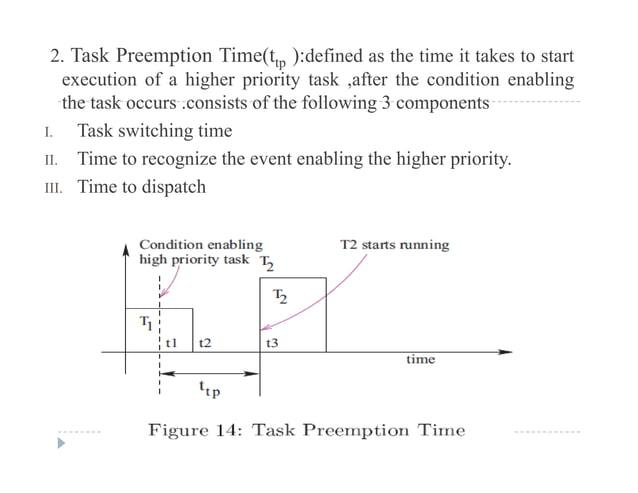 2. Task Preemption Time(ttp ):defined as the time it takes to start
execution of a higher priority task ,after the condition enabling
the task occurs .consists of the following 3 components
I. Task switching time
II. Time to recognize the event enabling the higher priority.
III. Time to dispatch
Condition enabling
high priority task T2
T2 starts running
T1
T2
t1 t2 t3
time
ttp
Figure 14: Task Preemption Time